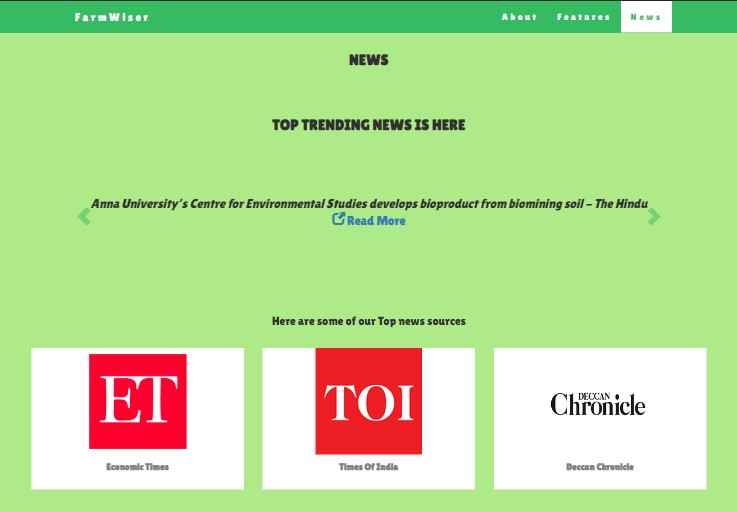 FarmWiser
About Features News
NEWS
TOP TRENDING NEWS IS HERE
Anna University's Centre for Environmental Studies develops bioproduct from biomining soil – The Hindu
Read More
Here are some of our Top news sources
ET TOI DECCAN
Chronicle
Economic Times Times Of India Deccan Chronicle